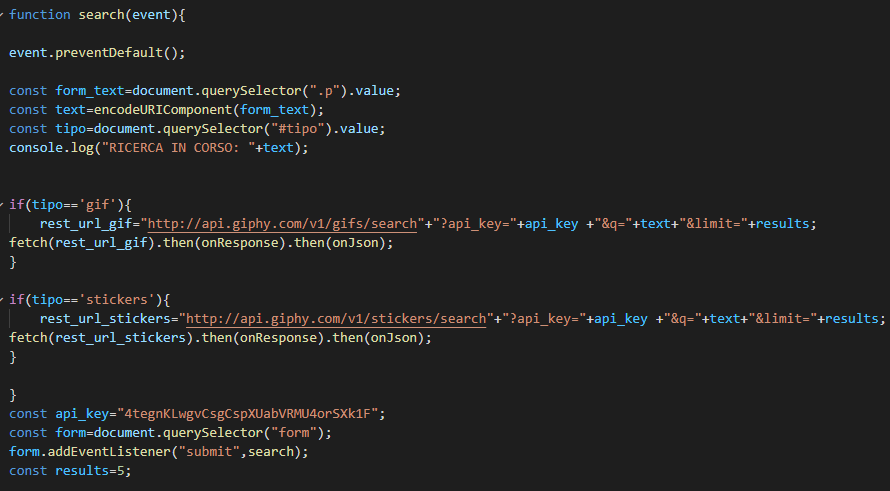 function search(event){
event.preventDefault();
const form_text=document.querySelector(".p").value;
const text=encodeURIComponent(form_text);
const tipo=document.querySelector("#tipo").value;
console.log("RICERCA IN CORSO: "+text);
if(tipo=='gif'){
rest_url_gif="http://api.giphy.com/v1/gifs/search"+"?api_key="+api_key +"&q="+text+"&limit="+results;
fetch(rest_url_gif).then(onResponse).then(onJson);
}
if(tipo=='stickers'){
rest_url_stickers="http://api.giphy.com/v1/stickers/search"+"?api_key="+api_key +"&q="+text+"&limit="+results;
fetch(rest_url_stickers).then(onResponse).then(onJson);
}
}
const api_key="4tegnKLwgvCsgCspXUabVRMU4orSXk1F";
const form=document.querySelector("form");
form.addEventListener("submit",search);
const results=5;